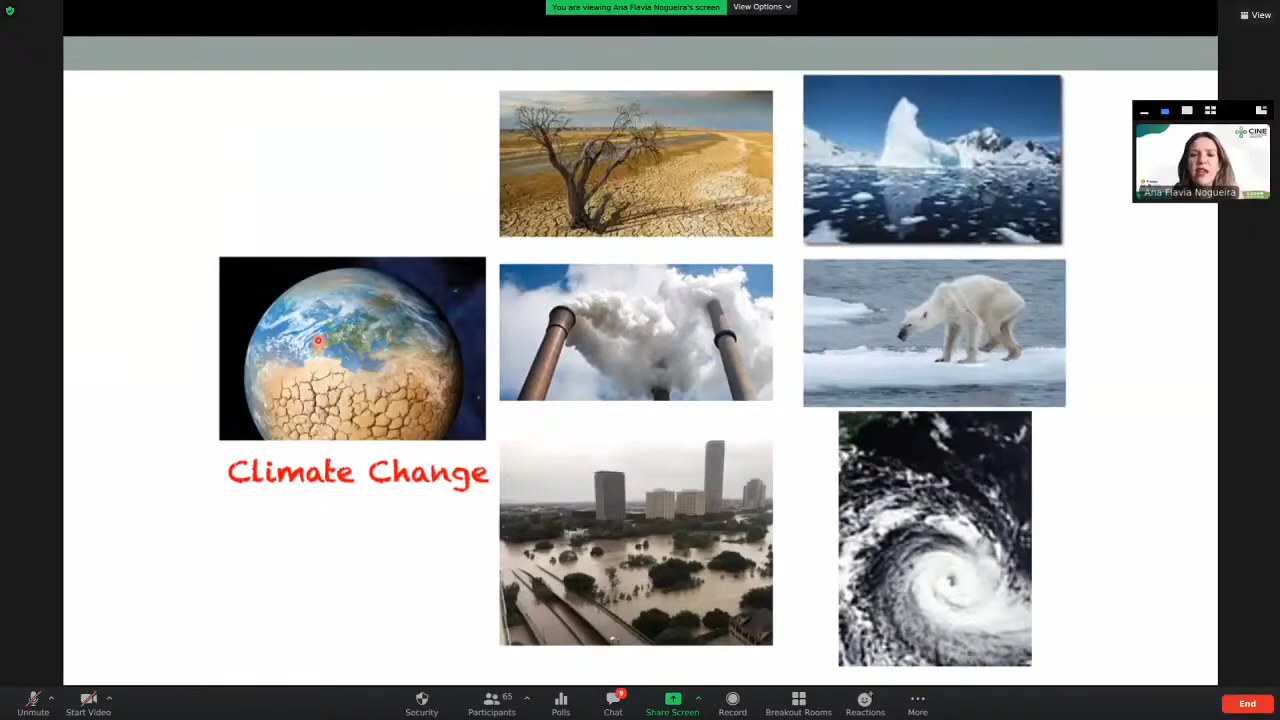 You are viewing Ana Flavia Nogueira's screen
View Options
View
CINE
Ana Flavia Nogueira
Climate Change
Unmute
Start Video
Security
65
Participants
Polls
9
Chat
Share Screen
Record
Breakout Rooms
Reactions
More
End